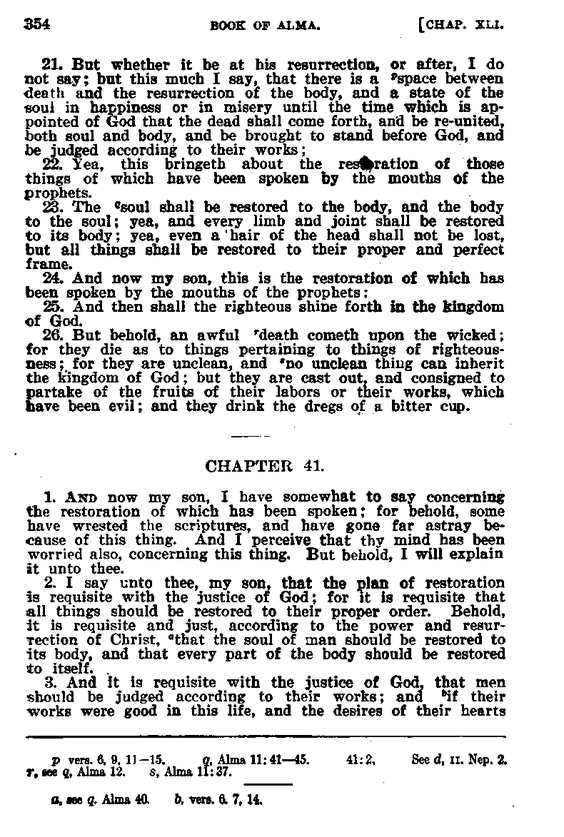 354 BOOK OF ALMA. [CHAP. XLI.
21. But whether it be at his resurrection, or after, I do
not say; but this much I say, that there is a ᵖspace between
death and the resurrection of the body, and a state of the
soul in happiness or in misery until the time which is ap-
pointed of God that the dead shall come forth, and be re-united,
both soul and body, and be brought to stand before God, and
be judged according to their works;
22. Yea, this bringeth about the restoration of those
things of which have been spoken by the mouths of the
prophets.
23. The ᑫsoul shall be restored to the body, and the body
to the soul; yea, and every limb and joint shall be restored
to its body; yea, even a hair of the head shall not be lost,
but all things shall be restored to their proper and perfect
frame.
24. And now my son, this is the restoration of which has
been spoken by the mouths of the prophets:
25. And then shall the righteous shine forth in the kingdom
of God.
26. But behold, an awful ʳdeath cometh upon the wicked;
for they die as to things pertaining to things of righteous-
ness; for they are unclean, and ˢno unclean thing can inherit
the kingdom of God; but they are cast out, and consigned to
partake of the fruits of their labors or their works, which
have been evil; and they drink the dregs of a bitter cup.
CHAPTER 41.
1. AND now my son, I have somewhat to say concerning
the restoration of which has been spoken; for behold, some
have wrested the scriptures, and have gone far astray be-
cause of this thing. And I perceive that thy mind has been
worried also, concerning this thing. But behold, I will explain
it unto thee.
2. I say unto thee, my son, that the plan of restoration
is requisite with the justice of God; for it is requisite that
all things should be restored to their proper order. Behold,
it is requisite and just, according to the power and resur-
rection of Christ, ᵃthat the soul of man should be restored to
its body, and that every part of the body should be restored
to itself.
3. And it is requisite with the justice of God, that men
should be judged according to their works; and ᵇif their
works were good in this life, and the desires of their hearts
p vers. 6, 9, 11—15. q, Alma 11: 41—45. 41: 2. See d, II. Nep. 2.
r, see q, Alma 12. s, Alma 11: 37.
a, see q. Alma 40. b, vers. 6. 7, 14.